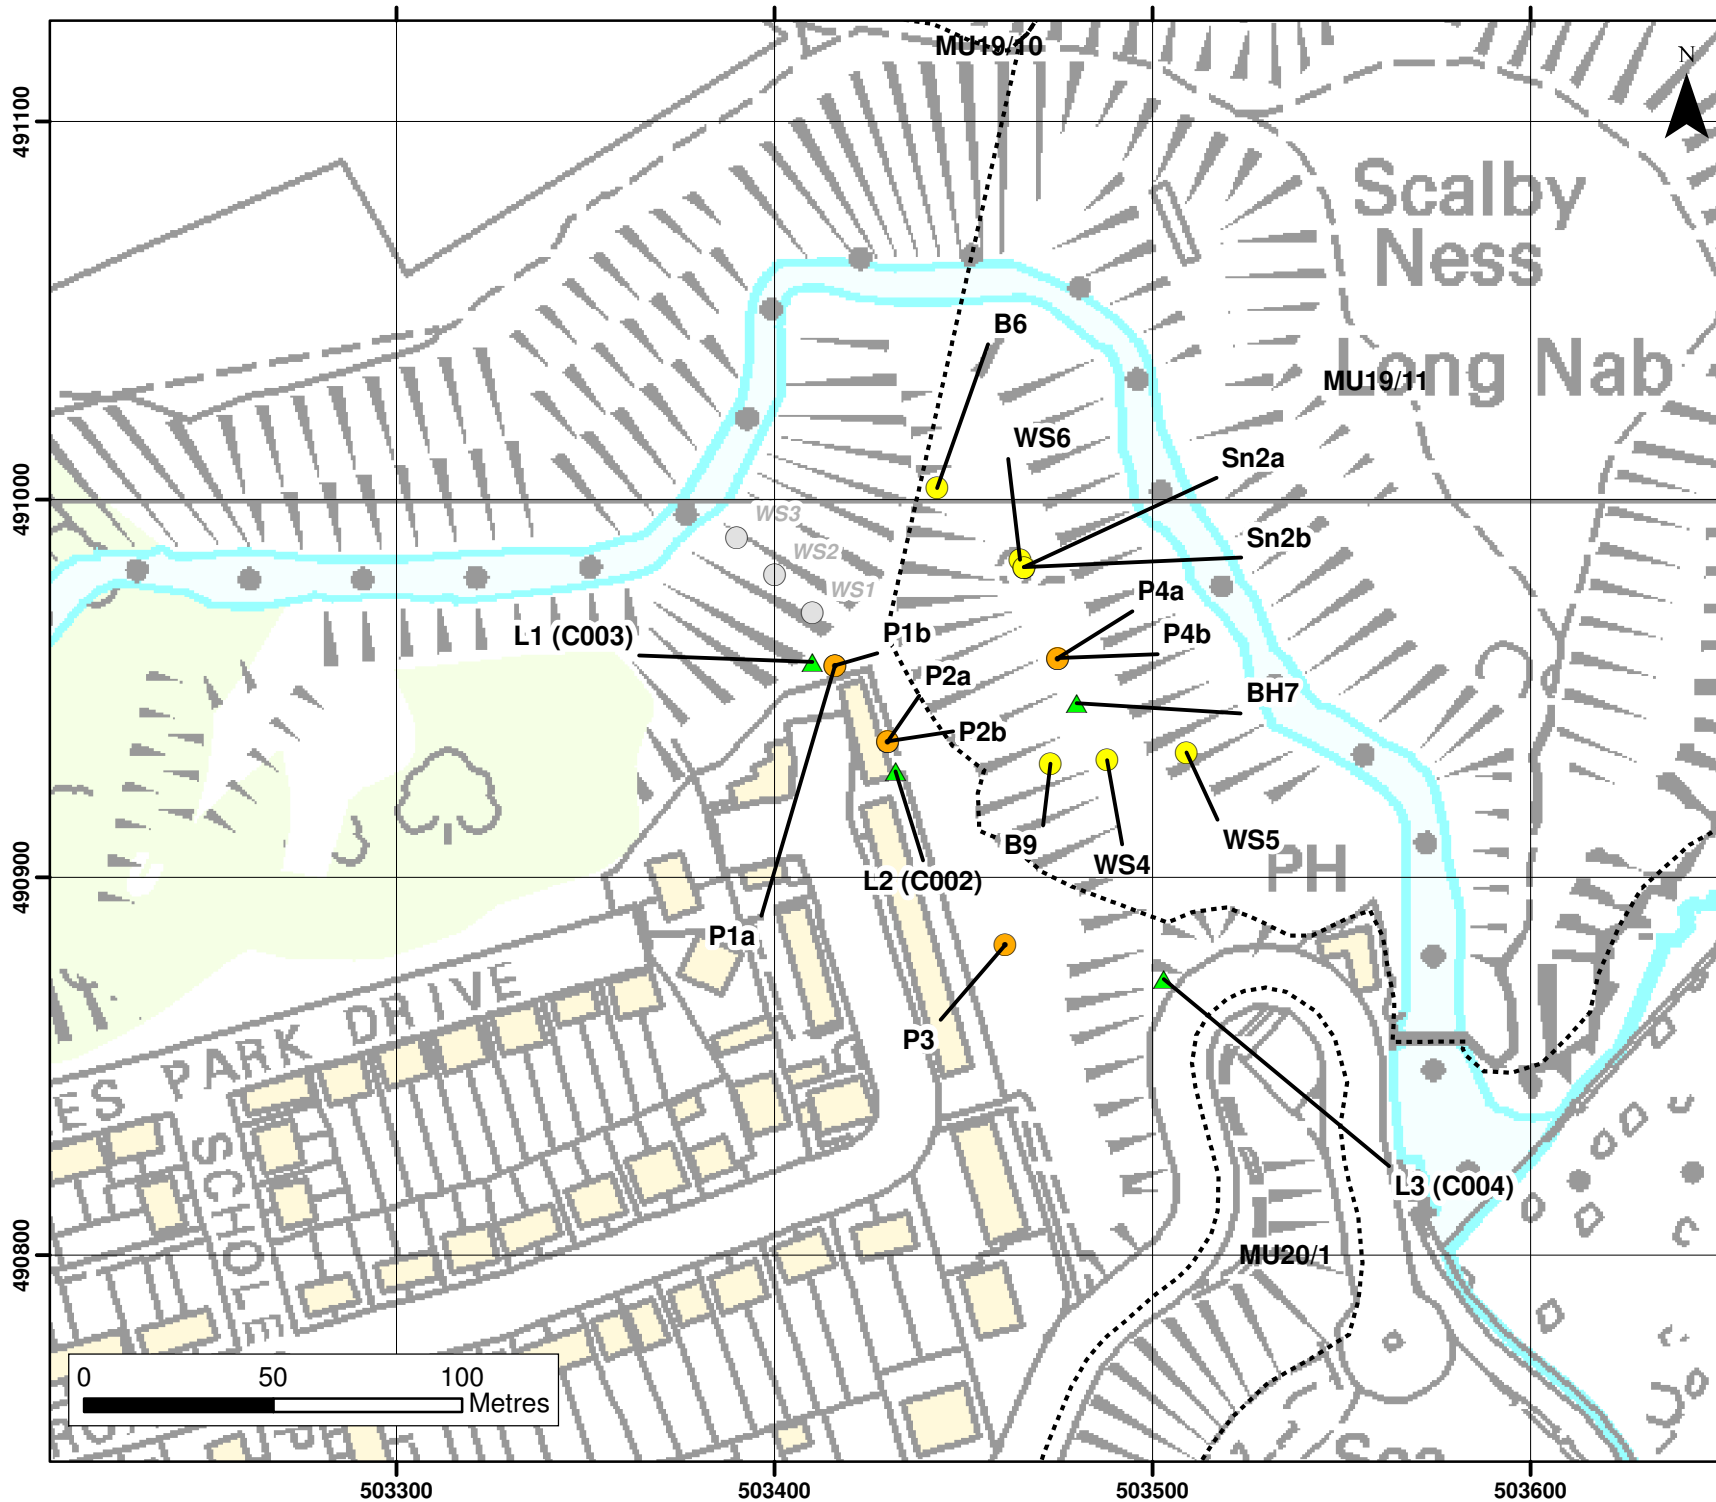 MU19/10
N
491100
Scalby
Ness
B6
Long Nab
MU19/11
WS6
Sn2a
491000
WS3
Sn2b
WS2
P4a
WS1
L1 (C003)
P1b
P4b
P2a
BH7
P2b
B9
WS5
WS4
PH
490900
L2 (C002)
P1a
ES PARK DRIVE
P3
SCHOLE
L3 (C004)
MU20/1
490800
0 50 100
Metres
Sea
503300 503400 503500 503600